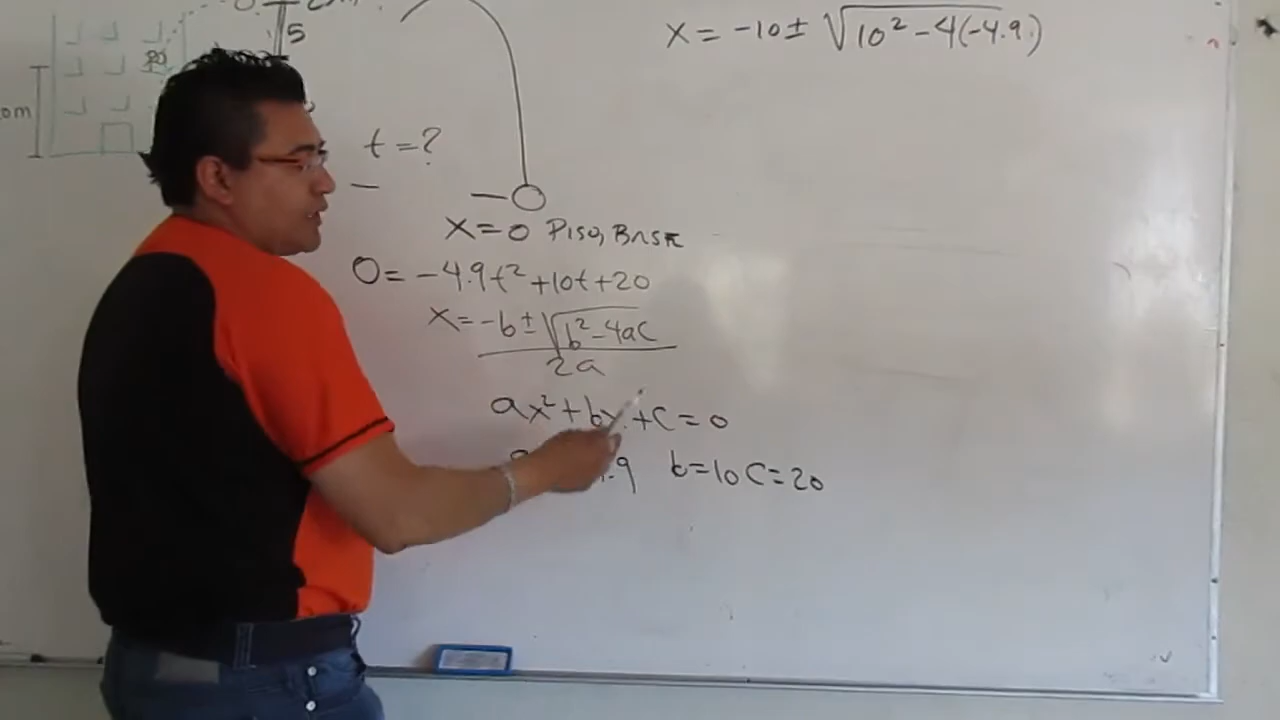 5
20
t=?
x=0 PISO, BASE
0=-4.9t²+10t+20
x=-b±√b²-4ac
2a
ax²+bx+c=0
.9 b=10 C=20
x=-10±√10²-4(-4.9)